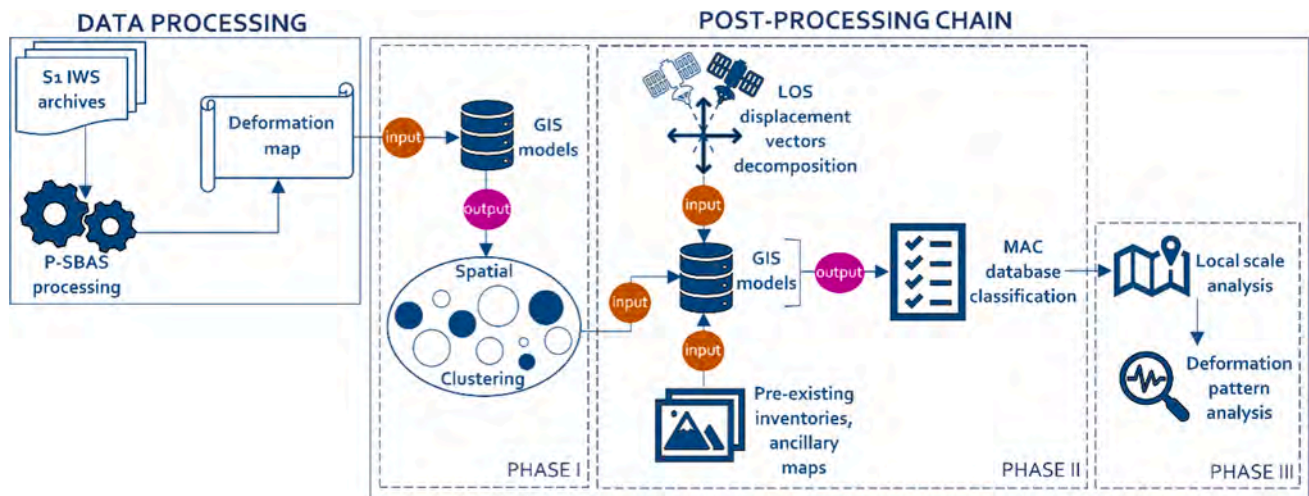 DATA PROCESSING
S1 IWS
archives
Deformation
map
P-SBAS
processing
POST-PROCESSING CHAIN
input
GIS
models
output
Spatial
Clustering
PHASE I
input
LOS
displacement
vectors
decomposition
input
GIS
models
input
Pre-existing
inventories,
ancillary
maps
output
MAC
database
classification
PHASE II
Local scale
analysis
Deformation
pattern
analysis
PHASE III